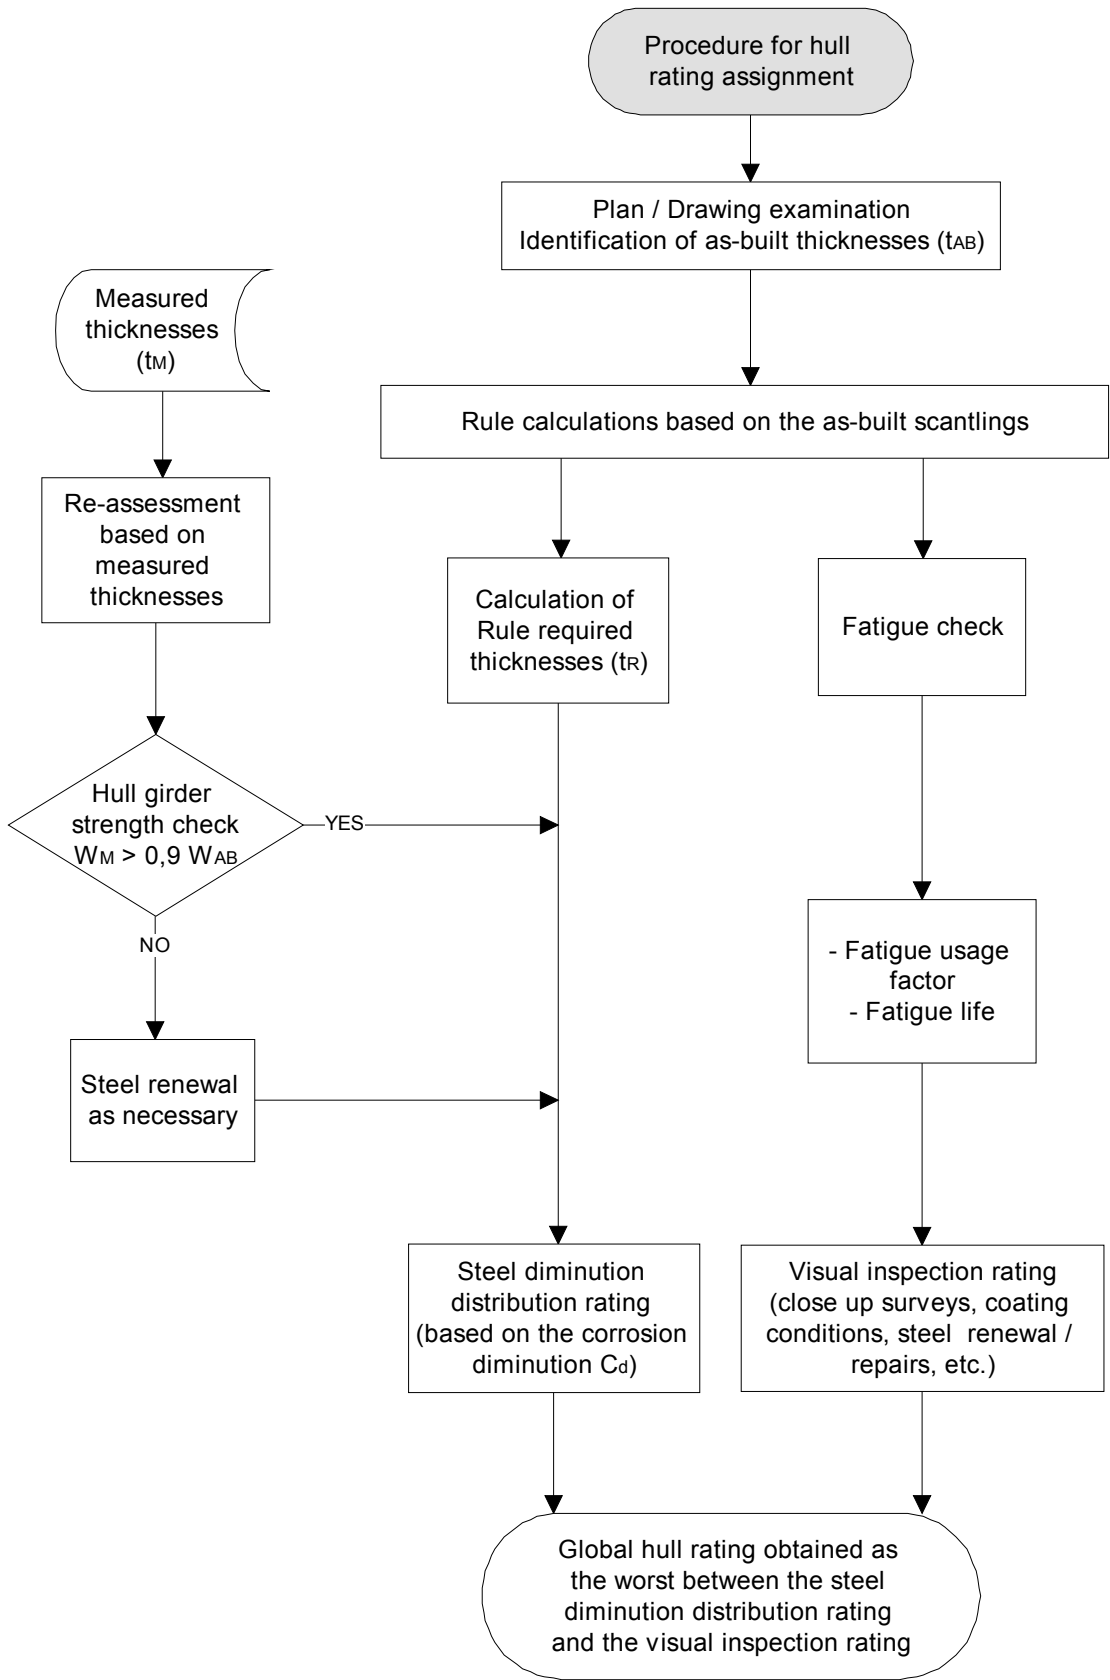 Procedure for hull
rating assignment
Plan / Drawing examination
Identification of as-built thicknesses (tAB)
Measured
thicknesses
(tM)
Rule calculations based on the as-built scantlings
Re-assessment
based on
measured
thicknesses
Calculation of
Rule required
thicknesses (tR)
Fatigue check
Hull girder
strength check
WM > 0,9 WAB
YES
NO
- Fatigue usage
factor
- Fatigue life
Steel renewal
as necessary
Steel diminution
distribution rating
(based on the corrosion
diminution Cd)
Visual inspection rating
(close up surveys, coating
conditions, steel renewal /
repairs, etc.)
Global hull rating obtained as
the worst between the steel
diminution distribution rating
and the visual inspection rating